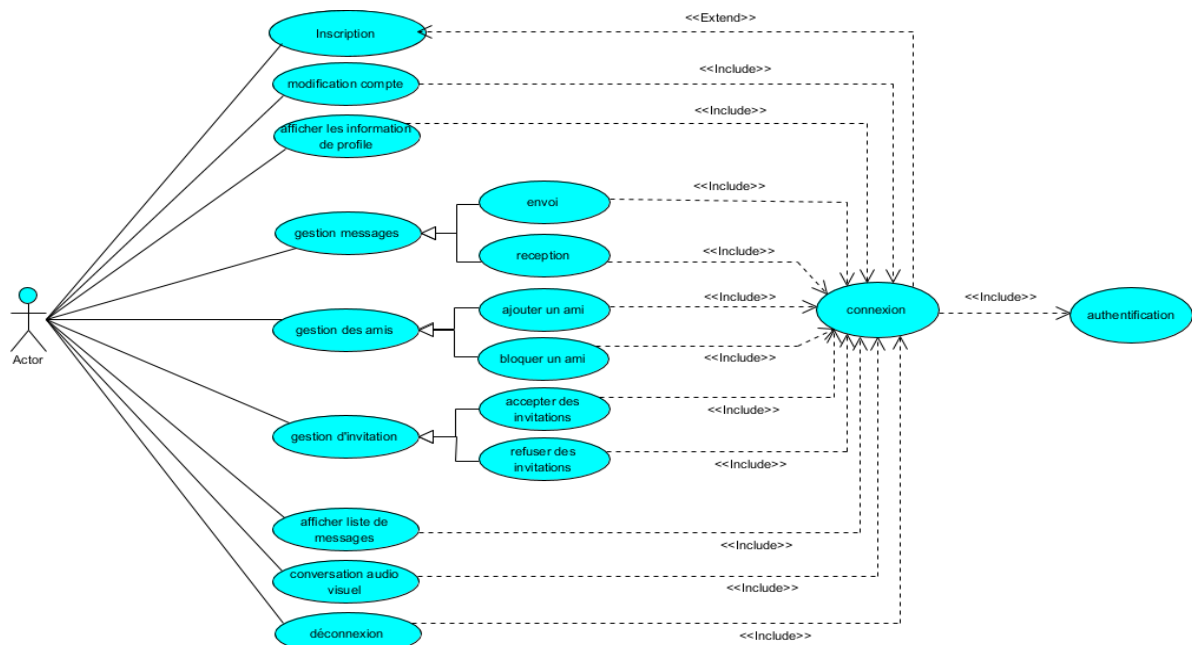 <<Extend>>
Inscription
<<Include>>
modification compte
<<Include>>
afficher les information
de profile
<<Include>>
envoi
gestion messages
<<Include>>
reception
<<Include>>
ajouter un ami
connexion
<<Include>>
authentification
gestion des amis
Actor
bloquer un ami
<<Include>>
accepter des
invitations
<<Include>>
gestion d'invitation
refuser des
invitations
<<Include>>
afficher liste de
messages
<<Include>>
conversation audio
visuel
<<Include>>
déconnexion
<<Include>>